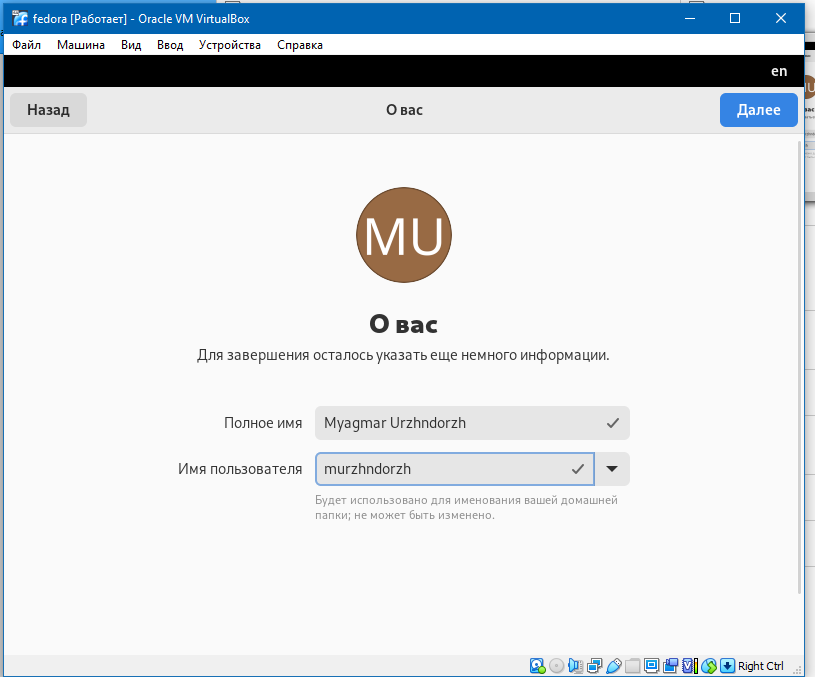 fedora [Работает] - Oracle VM VirtualBox
Файл Машина Вид Ввод Устройства Справка
en
Назад О вас Далее
MU
О вас
Для завершения осталось указать еще немного информации.
Полное имя Myagmar Urzhndorzh
Имя пользователя murzhndorzh
Будет использовано для именования вашей домашней
папки; не может быть изменено.
Right Ctrl